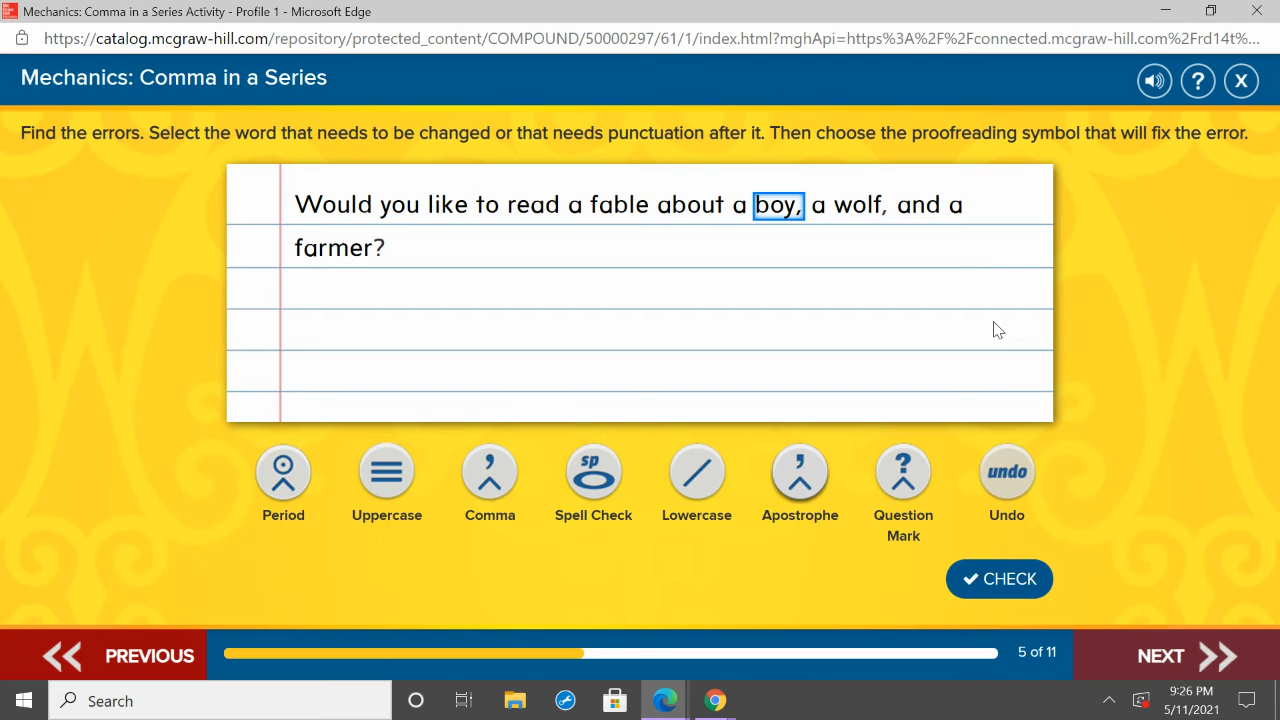 Mechanics: Comma in a Series Activity - Profile 1 - Microsoft Edge
https://catalog.mcgraw-hill.com/repository/protected_content/COMPOUND/50000297/61/1/index.html?mghApi=https%3A%2F%2Fconnected.mcgraw-hill.com%2Frd14t%...
Mechanics: Comma in a Series
? X
Find the errors. Select the word that needs to be changed or that needs punctuation after it. Then choose the proofreading symbol that will fix the error.
Would you like to read a fable about a boy, a wolf, and a
farmer?
sp ? undo
Period Uppercase Comma Spell Check Lowercase Apostrophe Question Mark Undo
CHECK
PREVIOUS 5 of 11 NEXT
Search
9:26 PM
5/11/2021